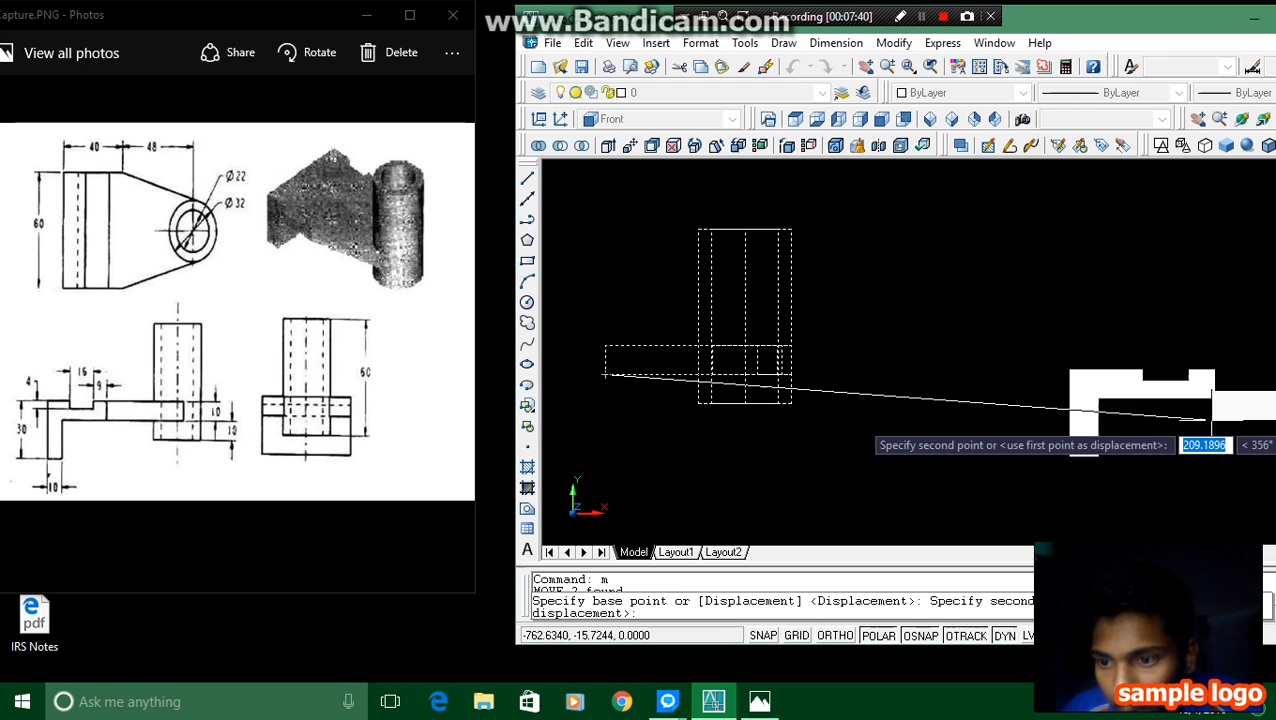 Capture.PNG - Photos
www.Bandicam.com
Recording [00:07:40]
View all photos
Share
Rotate
Delete
File Edit View Insert Format Tools Draw Dimension Modify Express Window Help
0
ByLayer
ByLayer
ByLayer
Front
40
48
Ø 22
Ø 32
60
16
4
9
30
10
10
10
60
Specify second point or <use first point as displacement>:
209.1896
< 356°
Y
Z
X
Model
Layout1
Layout2
Command: m
MOVE 2 found
Specify base point or [Displacement] <Displacement>: Specify second
displacement>:
-762.6340, -15.7244, 0.0000
SNAP GRID ORTHO POLAR OSNAP OTRACK DYN
pdf
IRS Notes
Ask me anything
sample logo